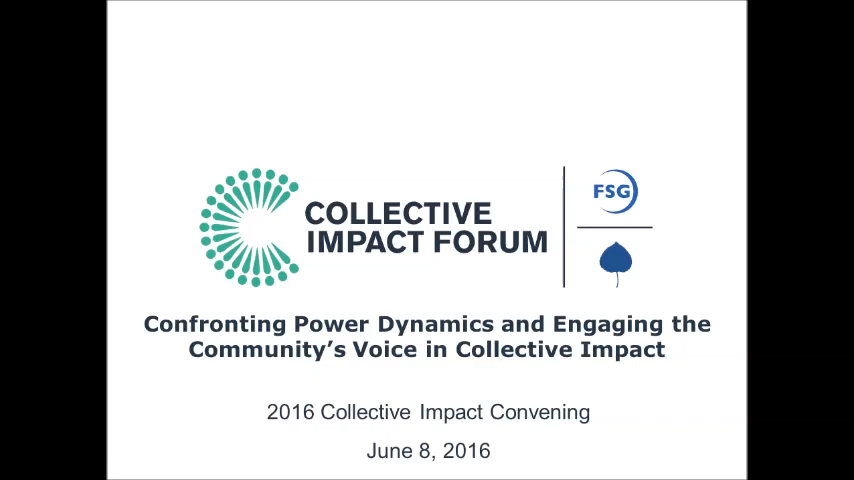 COLLECTIVE
IMPACT FORUM
FSG
Confronting Power Dynamics and Engaging the
Community’s Voice in Collective Impact
2016 Collective Impact Convening
June 8, 2016